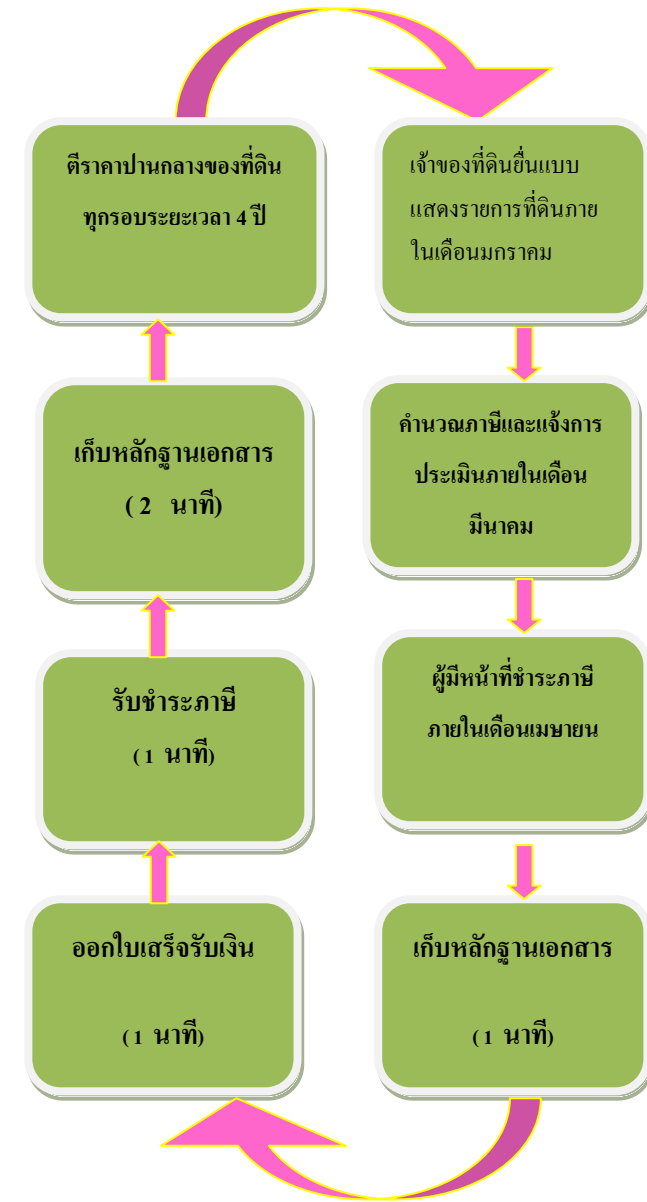 ตีราคาปานกลางของที่ดิน
ทุกรอบระยะเวลา 4 ปี
เจ้าของที่ดินยื่นแบบ
แสดงรายการที่ดินภาย
ในเดือนมกราคม
คำนวณภาษีและแจ้งการ
ประเมินภายในเดือน
มีนาคม
ผู้มีหน้าที่ชำระภาษี
ภายในเดือนเมษายน
เก็บหลักฐานเอกสาร
(1 นาที)
ออกใบเสร็จรับเงิน
(1 นาที)
รับชำระภาษี
(1 นาที)
เก็บหลักฐานเอกสาร
( 2 นาที)